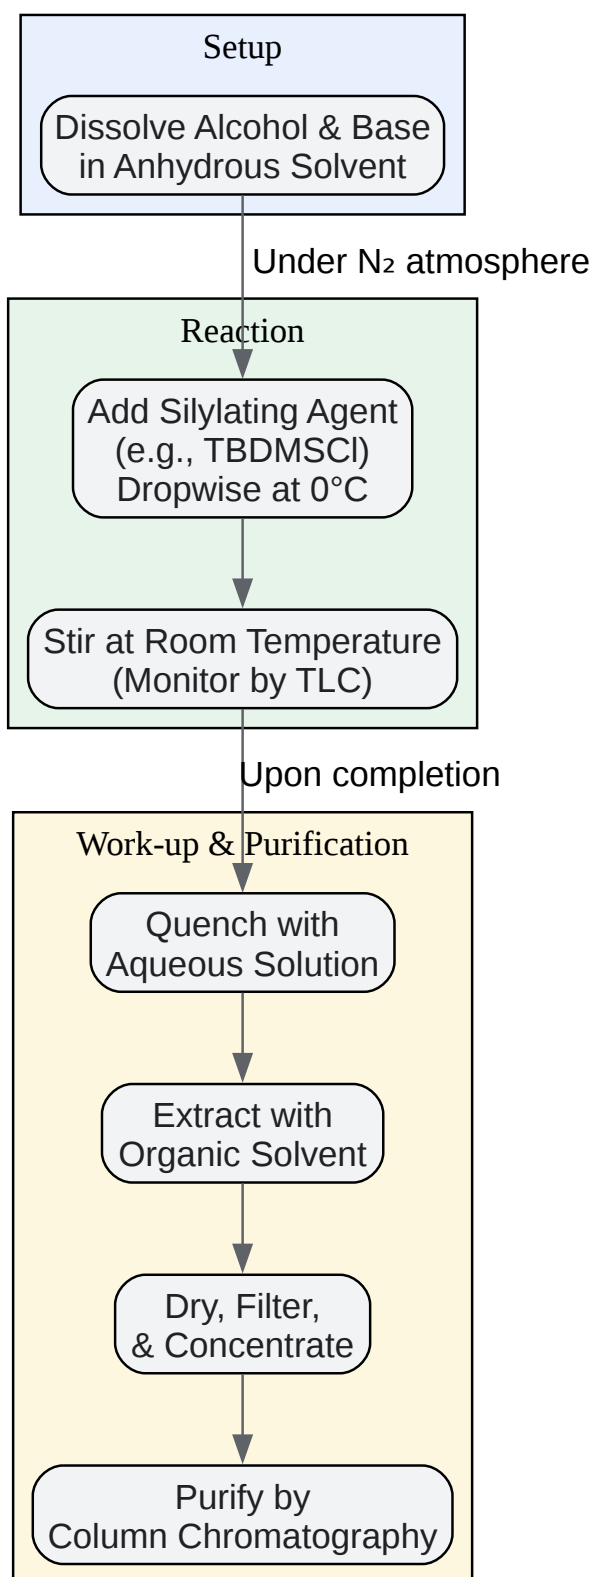 Setup
Dissolve Alcohol & Base
in Anhydrous Solvent
Under N₂ atmosphere
Reaction
Add Silylating Agent
(e.g., TBDMSCl)
Dropwise at 0°C
Stir at Room Temperature
(Monitor by TLC)
Upon completion
Work-up & Purification
Quench with
Aqueous Solution
Extract with
Organic Solvent
Dry, Filter,
& Concentrate
Purify by
Column Chromatography